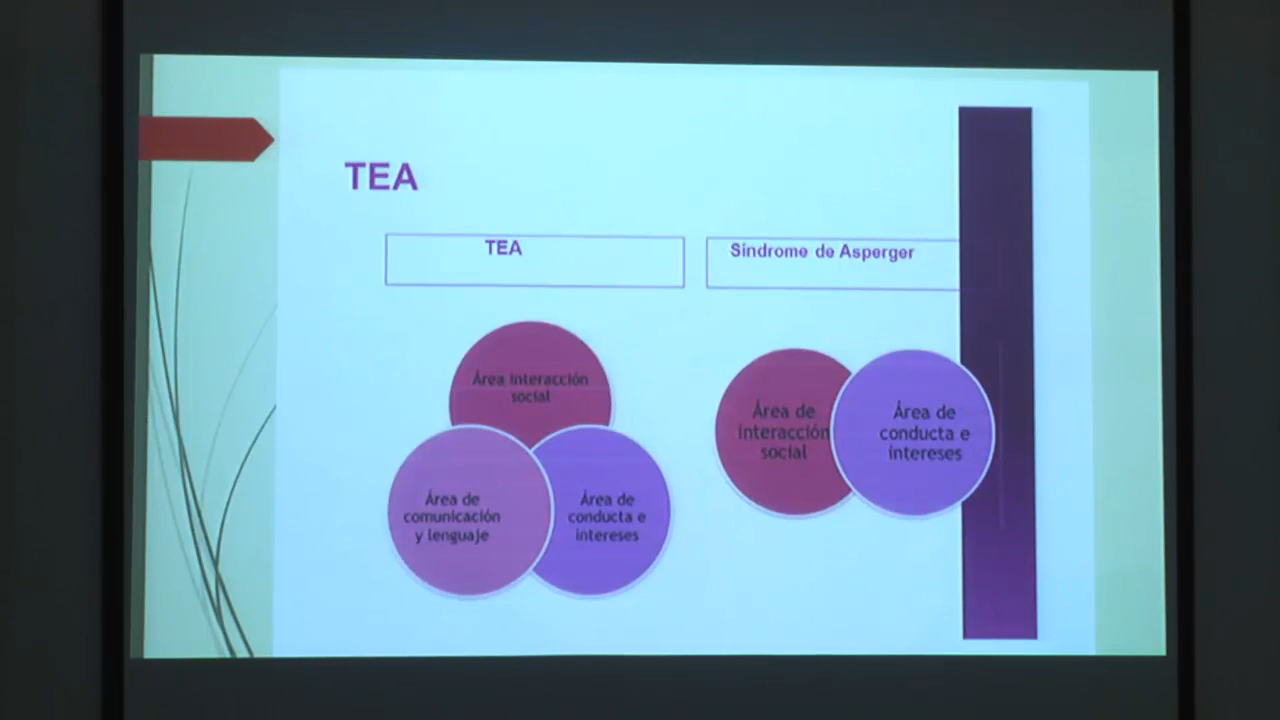 TEA
TEA
Síndrome de Asperger
Área interacción
social
Área de
comunicación
y lenguaje
Área de
conducta e
intereses
Área de
interacción
social
Área de
conducta e
intereses